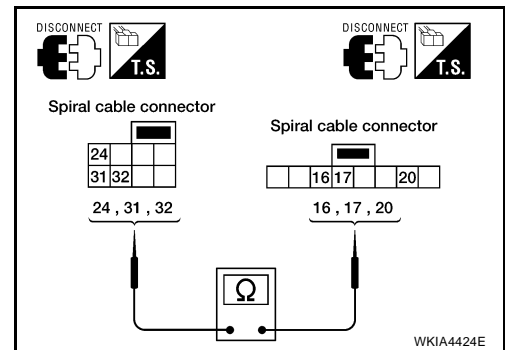 DISCONNECT
T.S.
DISCONNECT
T.S.
Spiral cable connector
24
31 32
24 , 31 , 32
Spiral cable connector
16 17 20
16 , 17 , 20
Ω
WKIA4424E